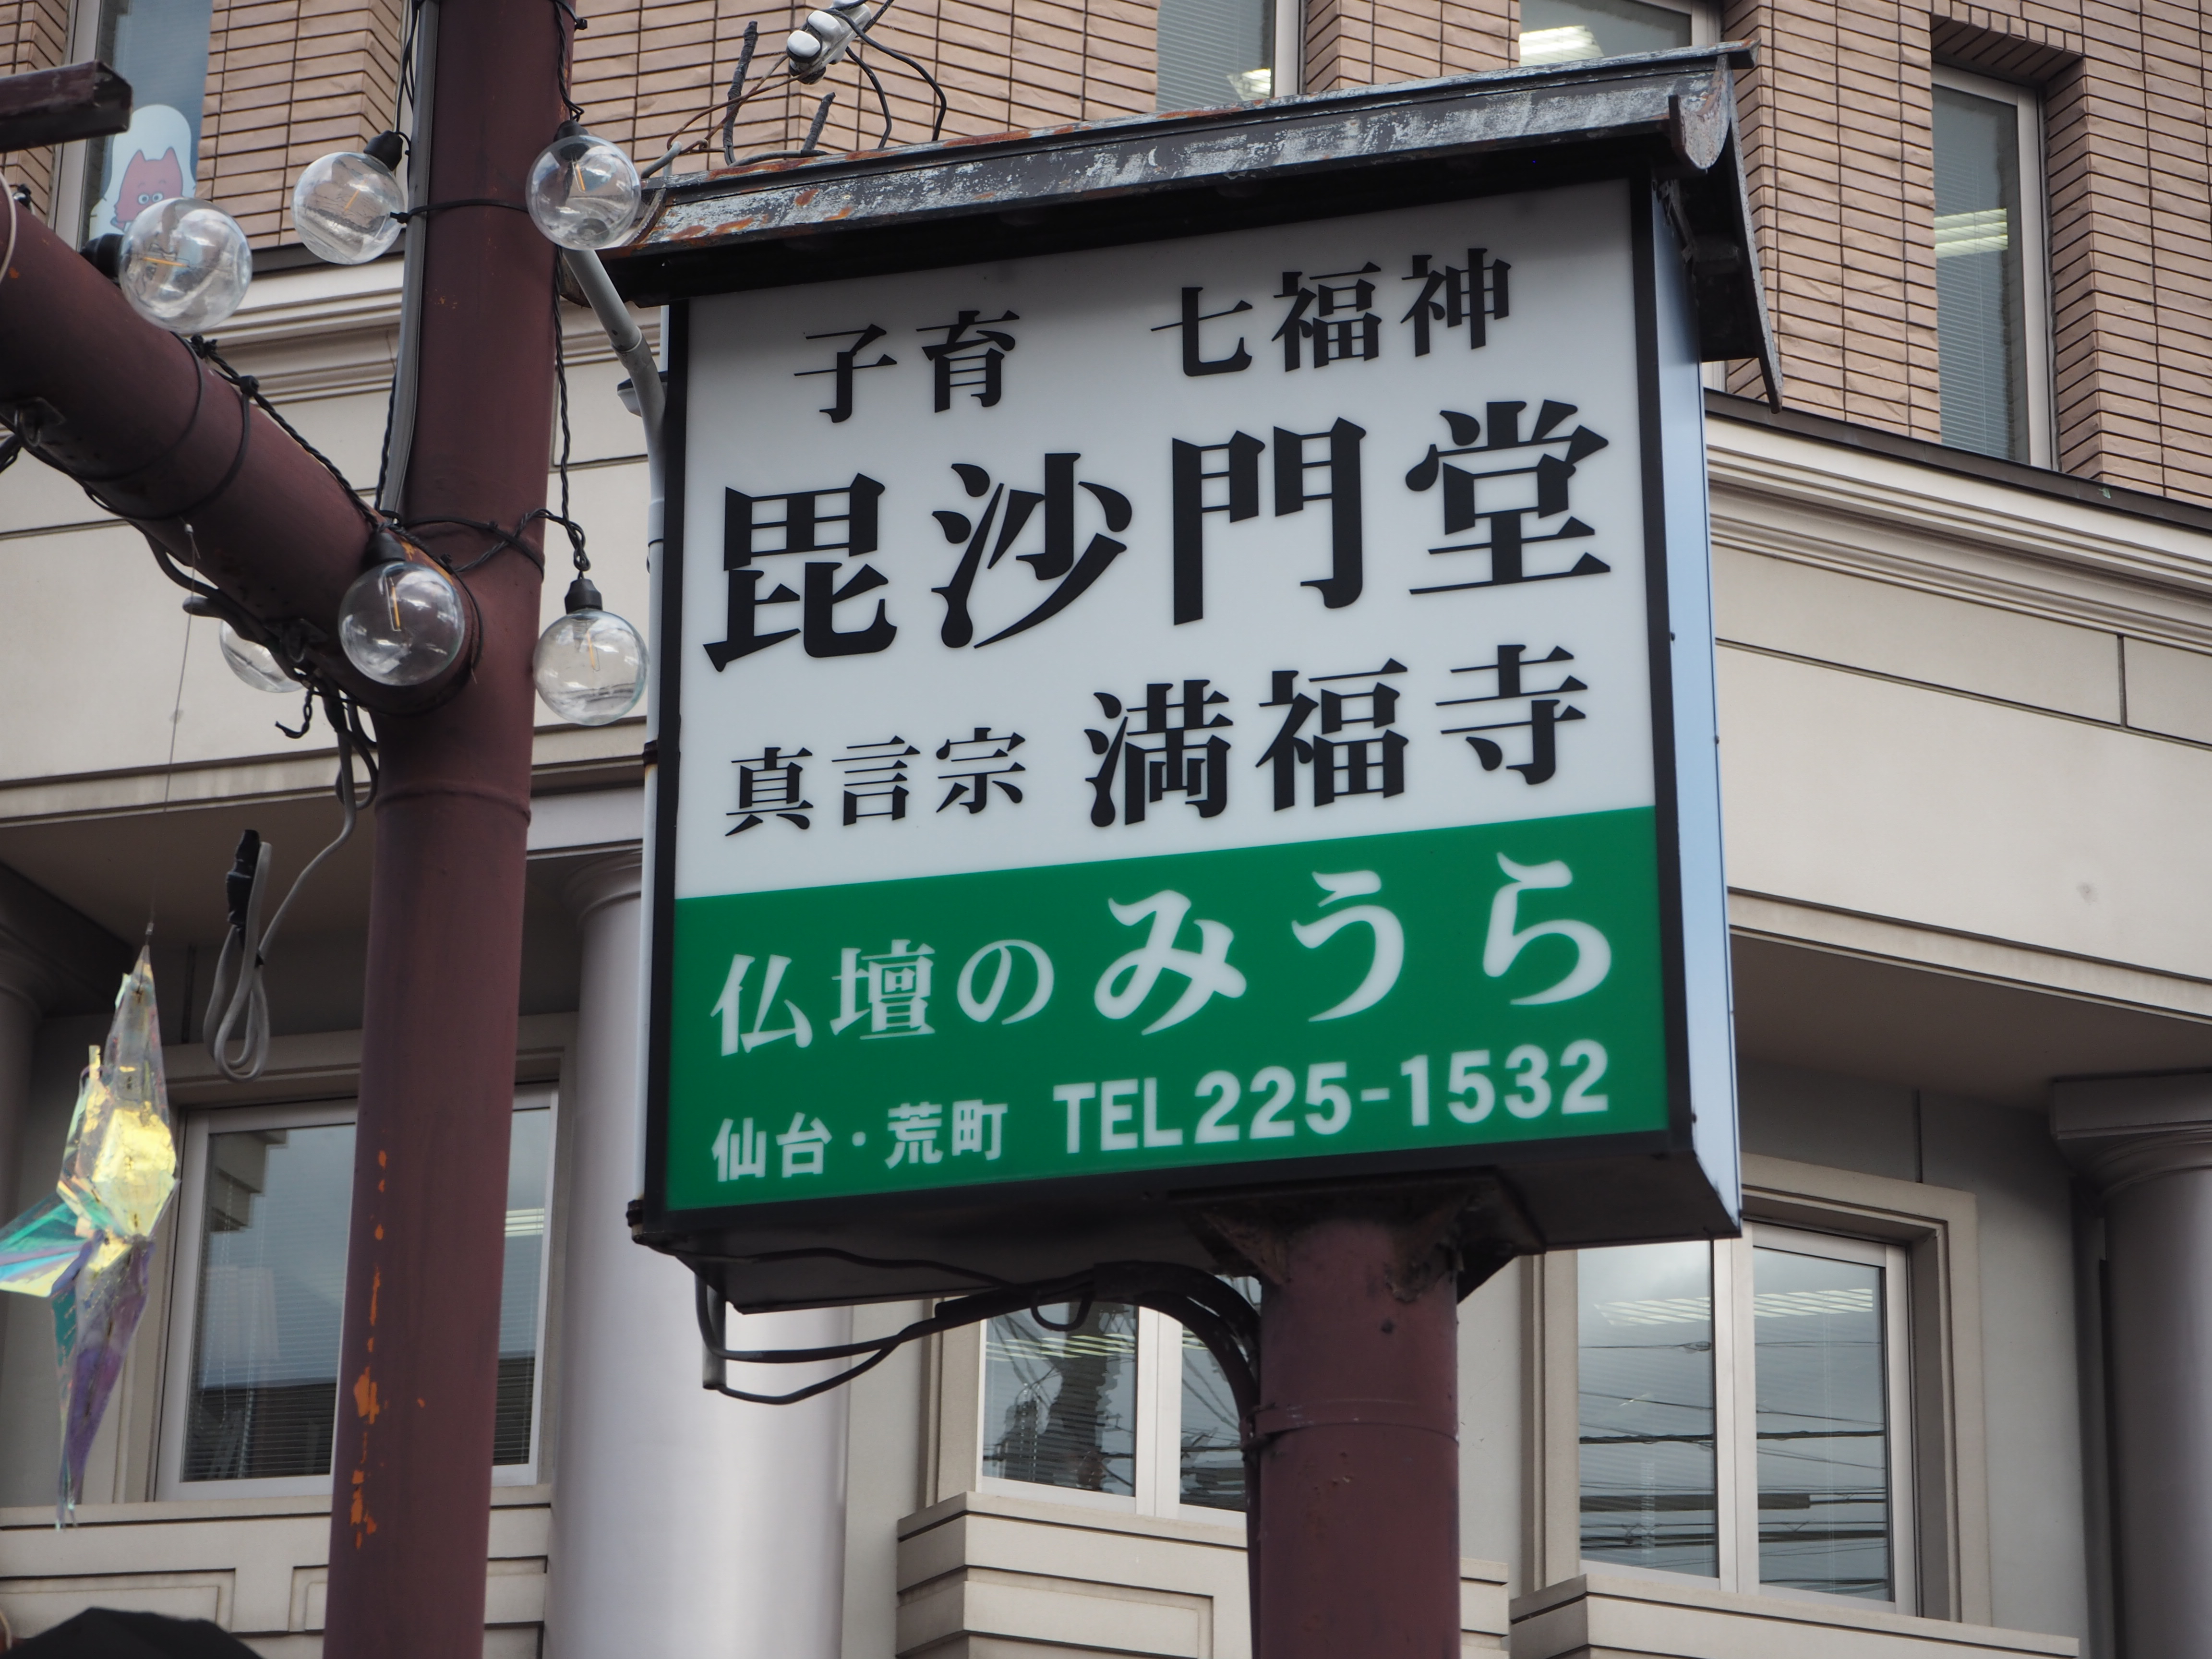 子育　七福神
毘沙門堂
真言宗 満福寺
仏壇のみうら
仙台・荒町 TEL225-1532